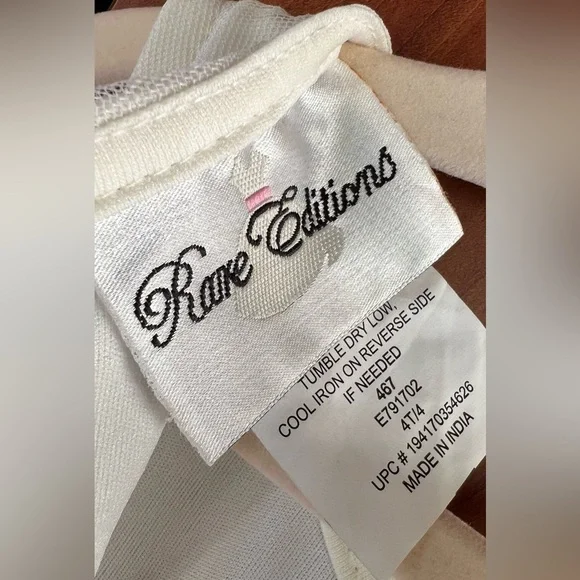 Rare Editions
TUMBLE DRY LOW,
COOL IRON ON REVERSE SIDE
IF NEEDED
467
E791702
4T/4
UPC # 194170354626
MADE IN INDIA